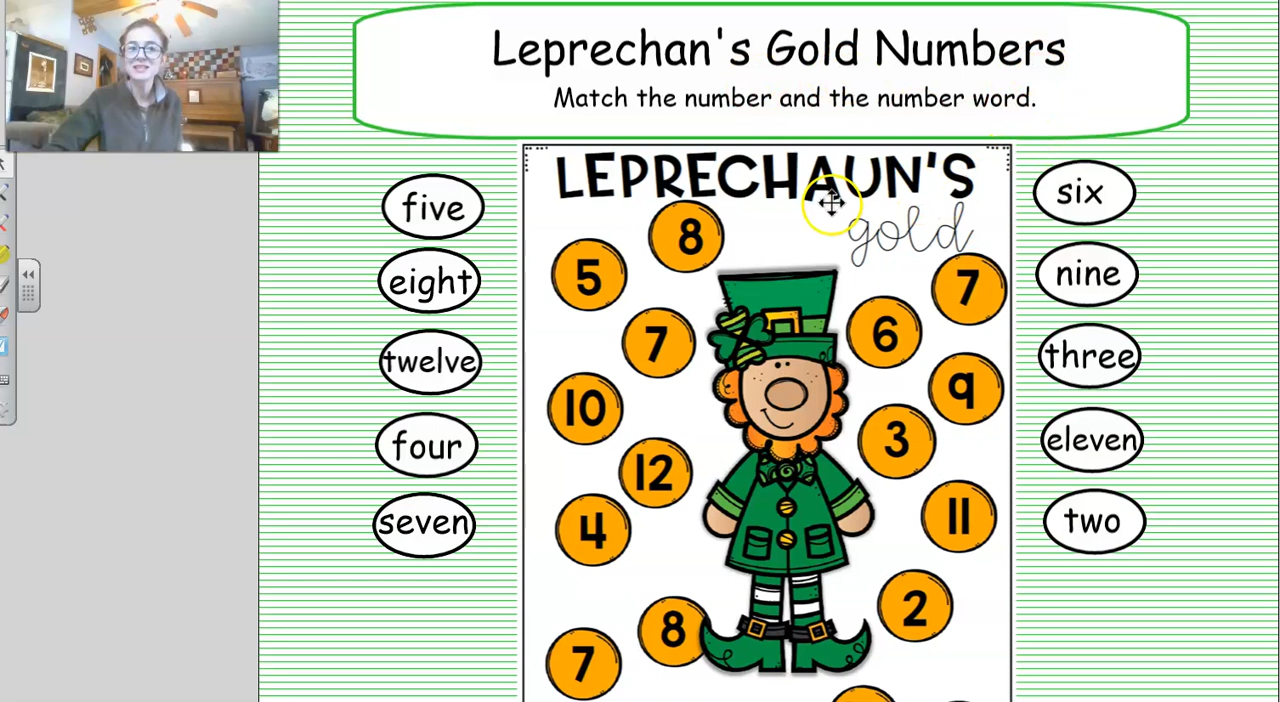 Leprechan's Gold Numbers
Match the number and the number word.
LEPRECHAUN'S
gold
five
eight
twelve
four
seven
8
5
7
10
12
4
8
7
7
6
9
3
11
2
six
nine
three
eleven
two